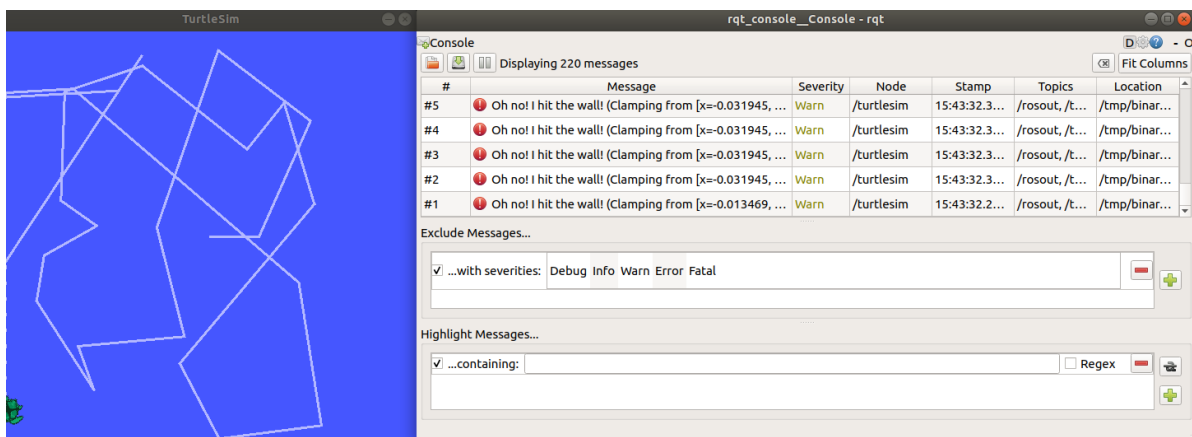 TurtleSim
rqt_console__Console - rqt
Console
D - O
Displaying 220 messages
Fit Columns
# Message Severity Node Stamp Topics Location
#5 Oh no! I hit the wall! (Clamping from [x=-0.031945, ... Warn /turtlesim 15:43:32.3... /rosout, /t... /tmp/binar...
#4 Oh no! I hit the wall! (Clamping from [x=-0.031945, ... Warn /turtlesim 15:43:32.3... /rosout, /t... /tmp/binar...
#3 Oh no! I hit the wall! (Clamping from [x=-0.031945, ... Warn /turtlesim 15:43:32.3... /rosout, /t... /tmp/binar...
#2 Oh no! I hit the wall! (Clamping from [x=-0.031945, ... Warn /turtlesim 15:43:32.3... /rosout, /t... /tmp/binar...
#1 Oh no! I hit the wall! (Clamping from [x=-0.013469, ... Warn /turtlesim 15:43:32.2... /rosout, /t... /tmp/binar...
Exclude Messages...
...with severities: Debug Info Warn Error Fatal
Highlight Messages...
...containing: Regex